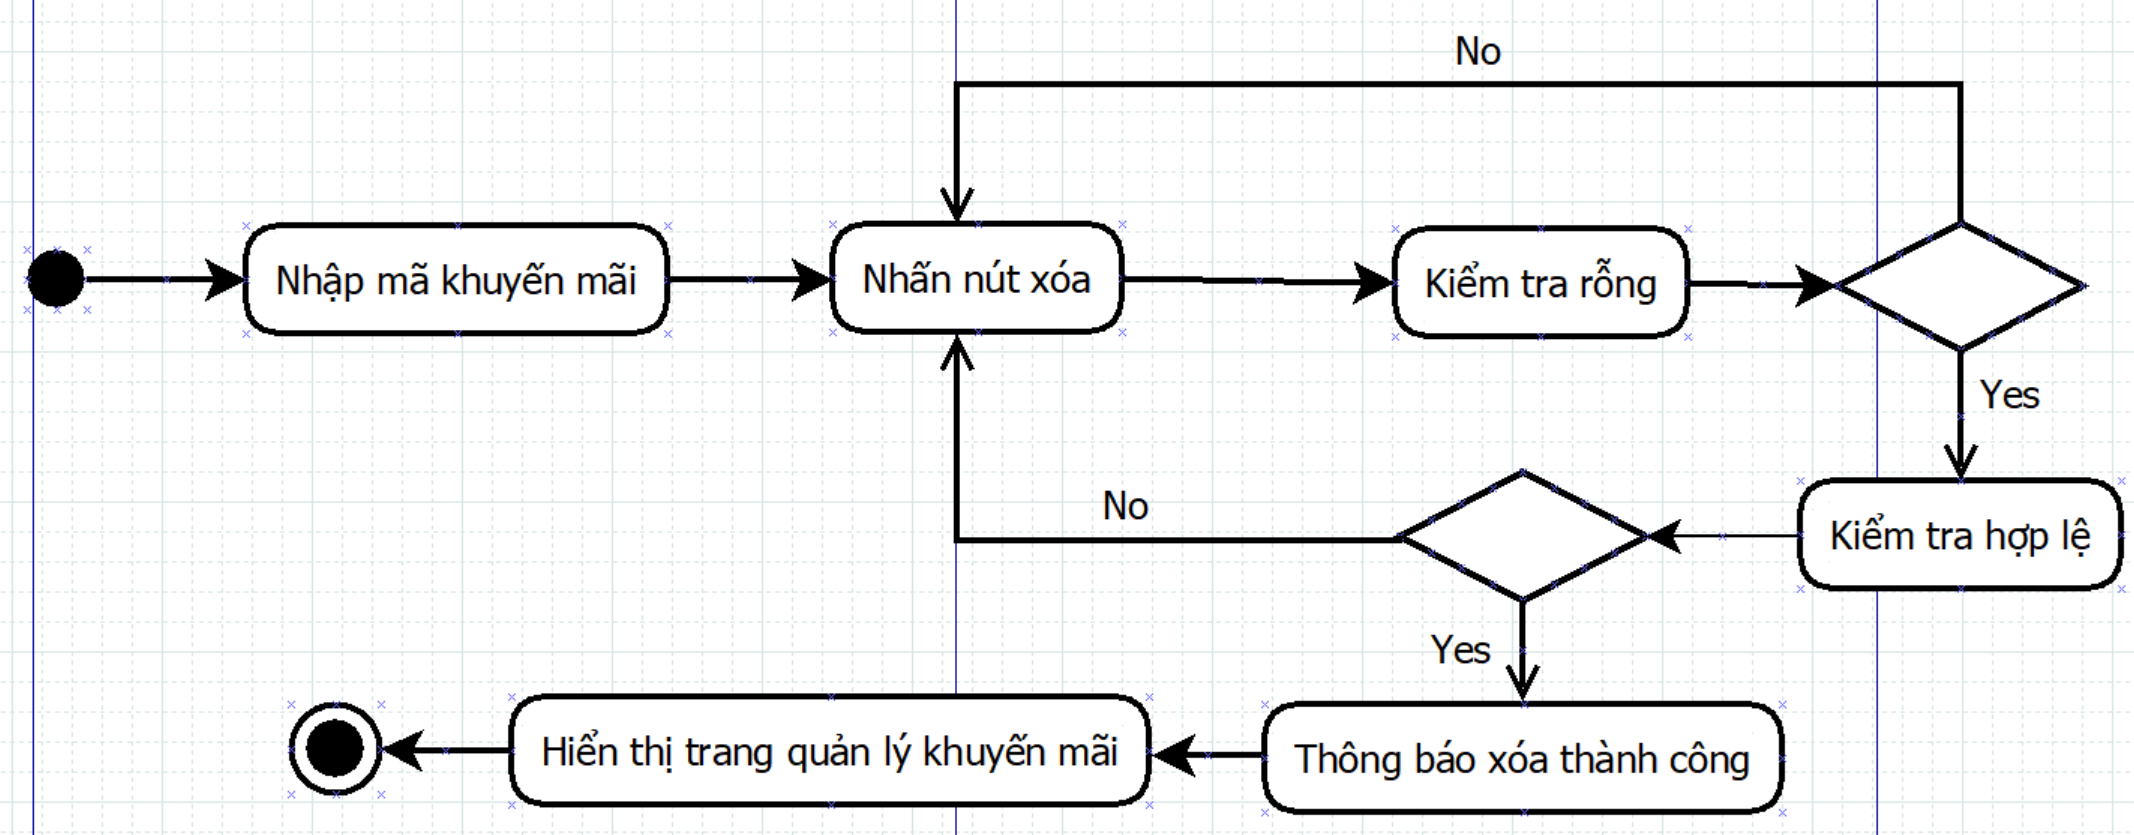 No
Nhập mã khuyến mãi
Nhấn nút xóa
Kiểm tra rỗng
Yes
Kiểm tra hợp lệ
No
Yes
Thông báo xóa thành công
Hiển thị trang quản lý khuyến mãi